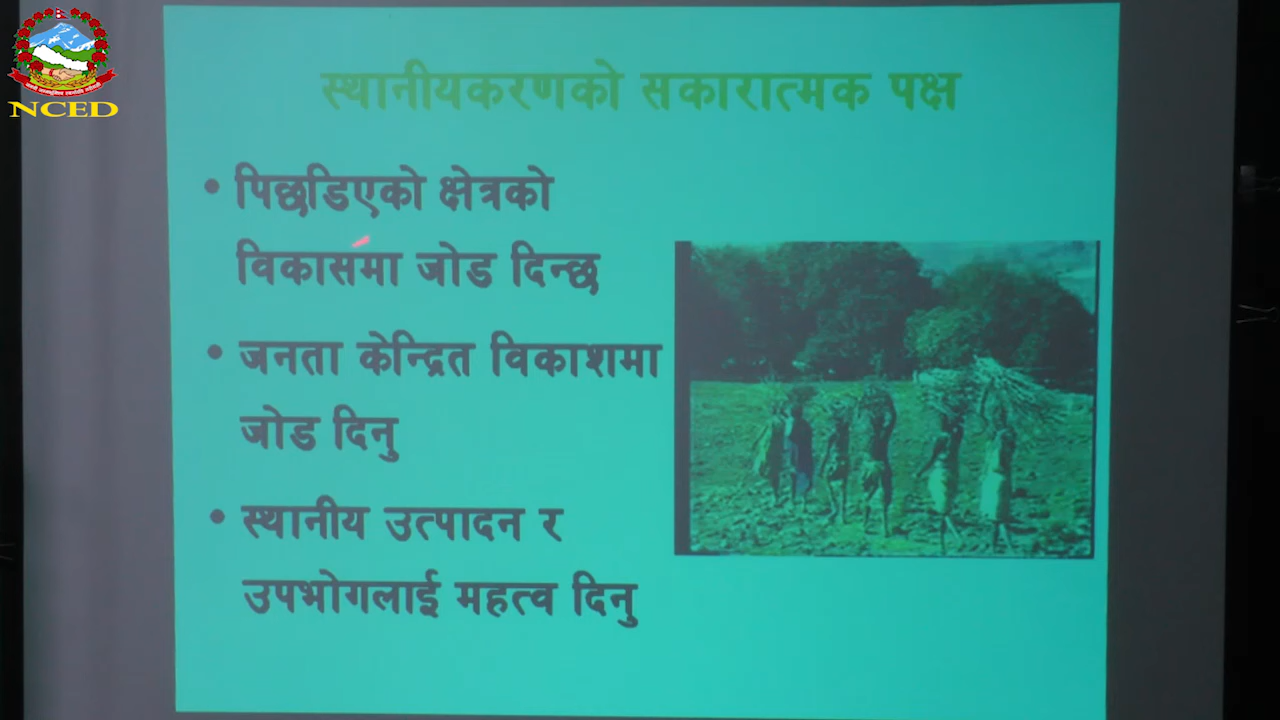 NCED
स्थानीयकरणको सकारात्मक पक्ष
• पिछडिएको क्षेत्रको
विकासमा जोड दिन्छ
• जनता केन्द्रित विकाशमा
जोड दिनु
• स्थानीय उत्पादन र
उपभोगलाई महत्व दिनु